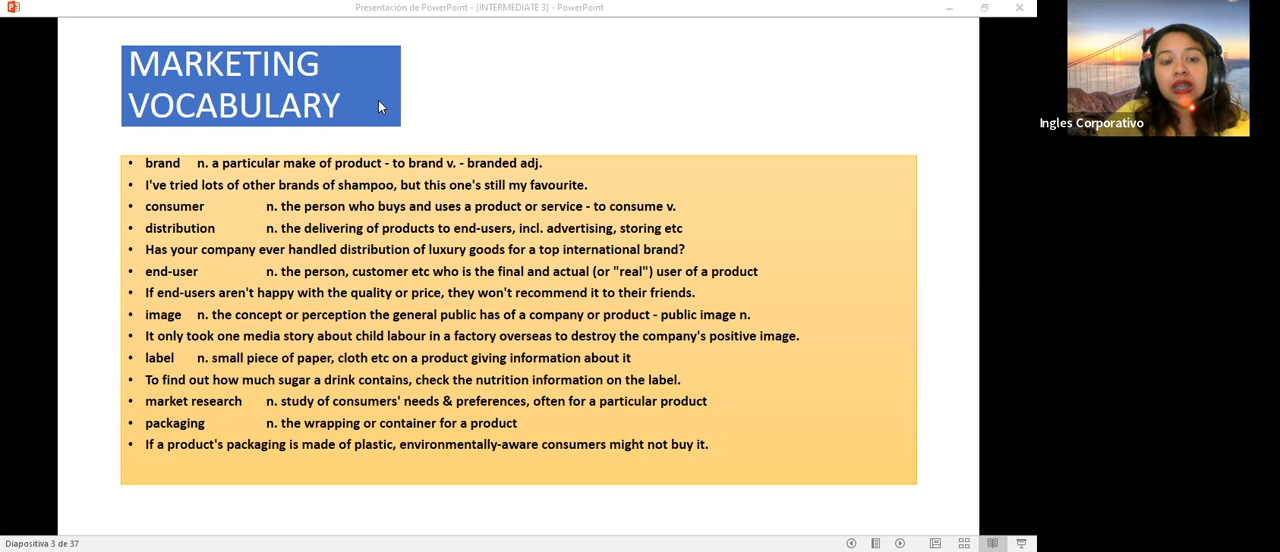 Presentación de PowerPoint - [INTERMEDIATE 3] - PowerPoint
MARKETING
VOCABULARY
Ingles Corporativo
• brand n. a particular make of product - to brand v. - branded adj.
• I've tried lots of other brands of shampoo, but this one's still my favourite.
• consumer n. the person who buys and uses a product or service - to consume v.
• distribution n. the delivering of products to end-users, incl. advertising, storing etc
• Has your company ever handled distribution of luxury goods for a top international brand?
• end-user n. the person, customer etc who is the final and actual (or "real") user of a product
• If end-users aren't happy with the quality or price, they won't recommend it to their friends.
• image n. the concept or perception the general public has of a company or product - public image n.
• It only took one media story about child labour in a factory overseas to destroy the company's positive image.
• label n. small piece of paper, cloth etc on a product giving information about it
• To find out how much sugar a drink contains, check the nutrition information on the label.
• market research n. study of consumers' needs & preferences, often for a particular product
• packaging n. the wrapping or container for a product
• If a product's packaging is made of plastic, environmentally-aware consumers might not buy it.
Diapositiva 3 de 37